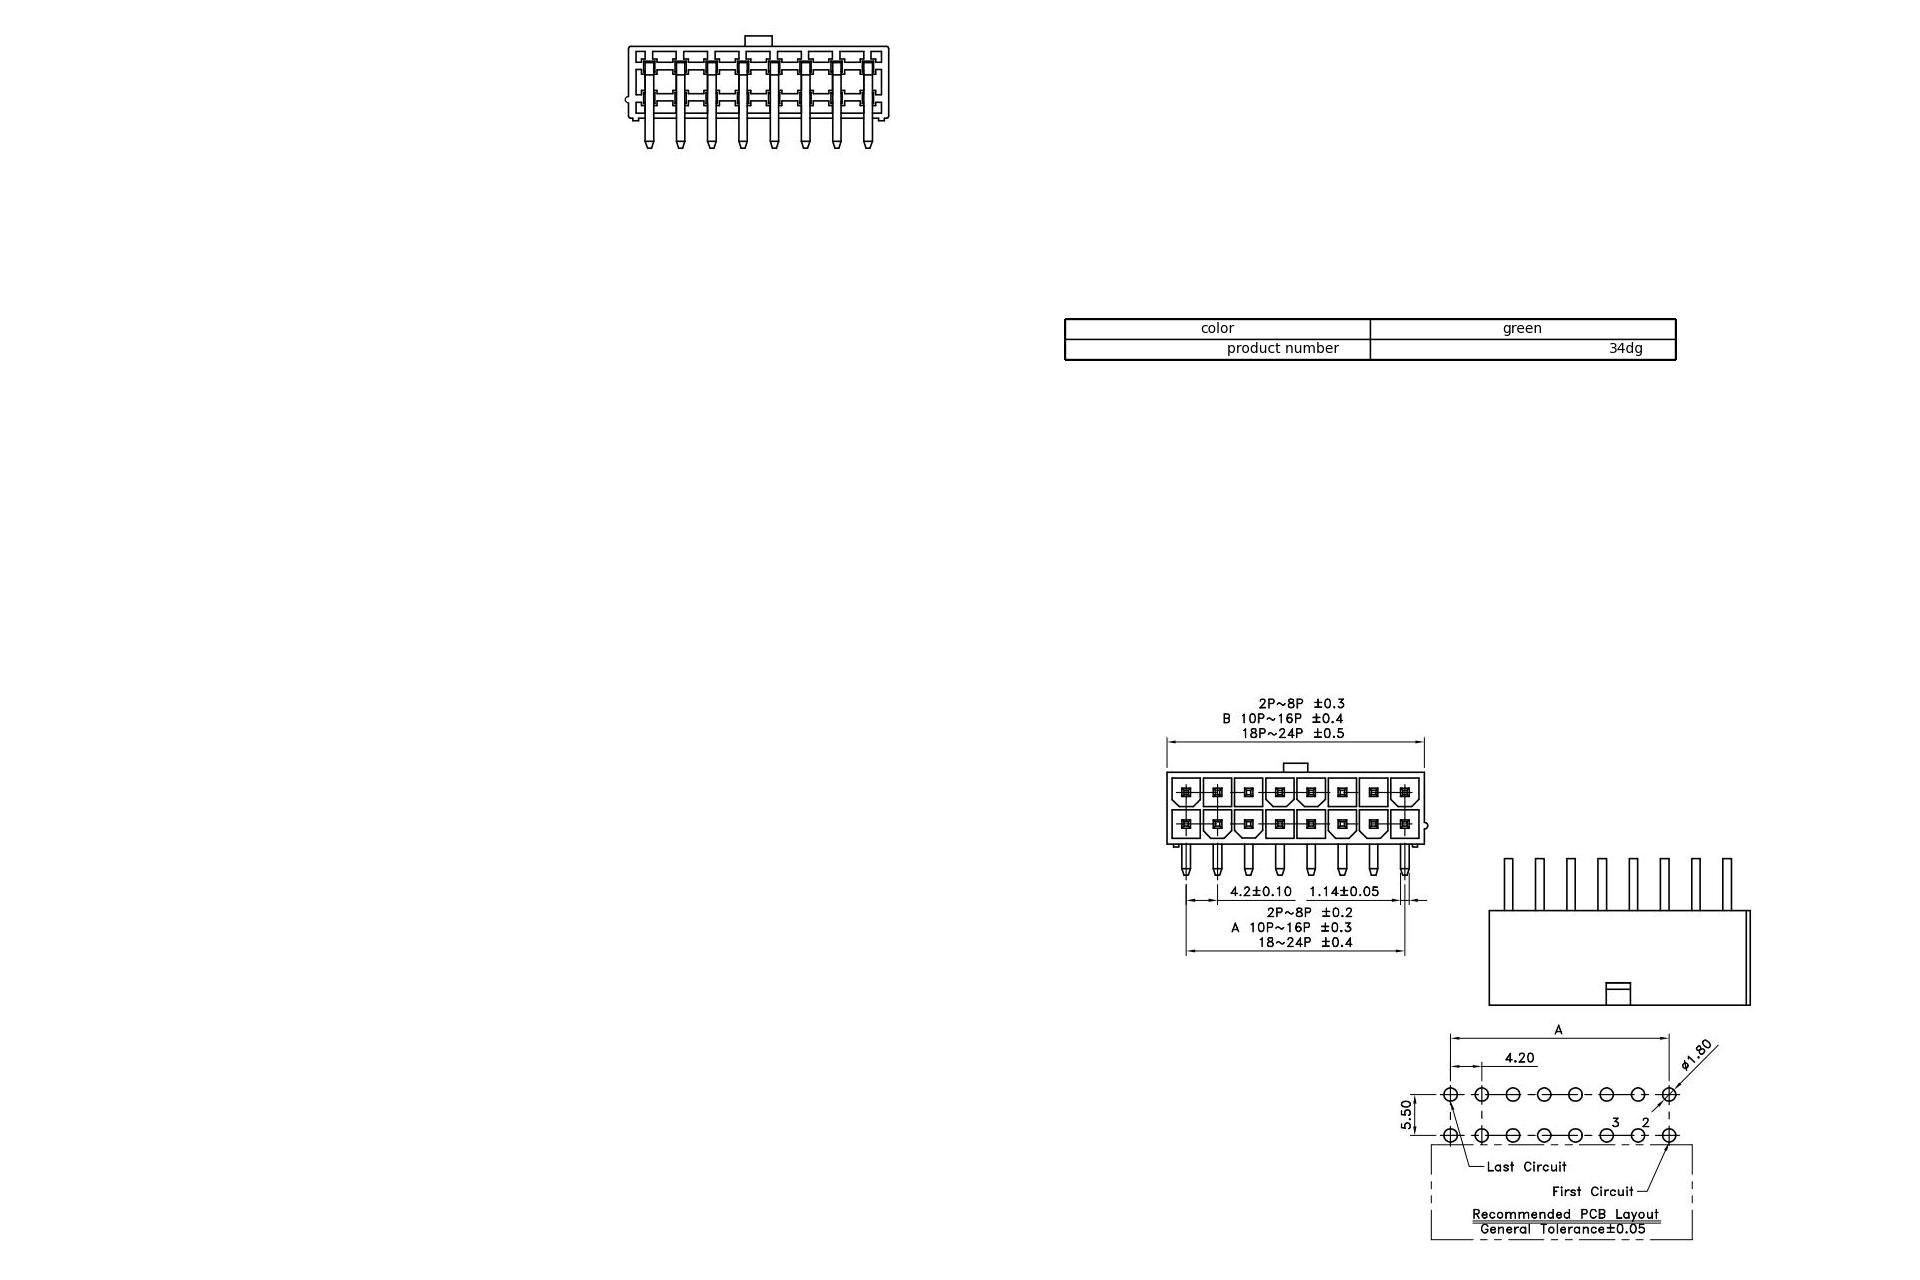 color green
product number 34dg
2P~8P ±0.3
B 10P~16P ±0.4
18P~24P ±0.5
4.2±0.10 1.14±0.05
2P~8P ±0.2
A 10P~16P ±0.3
18~24P ±0.4
A
4.20
ø1.80
5.50
3 2
Last Circuit
First Circuit
Recommended PCB Layout
General Tolerance±0.05